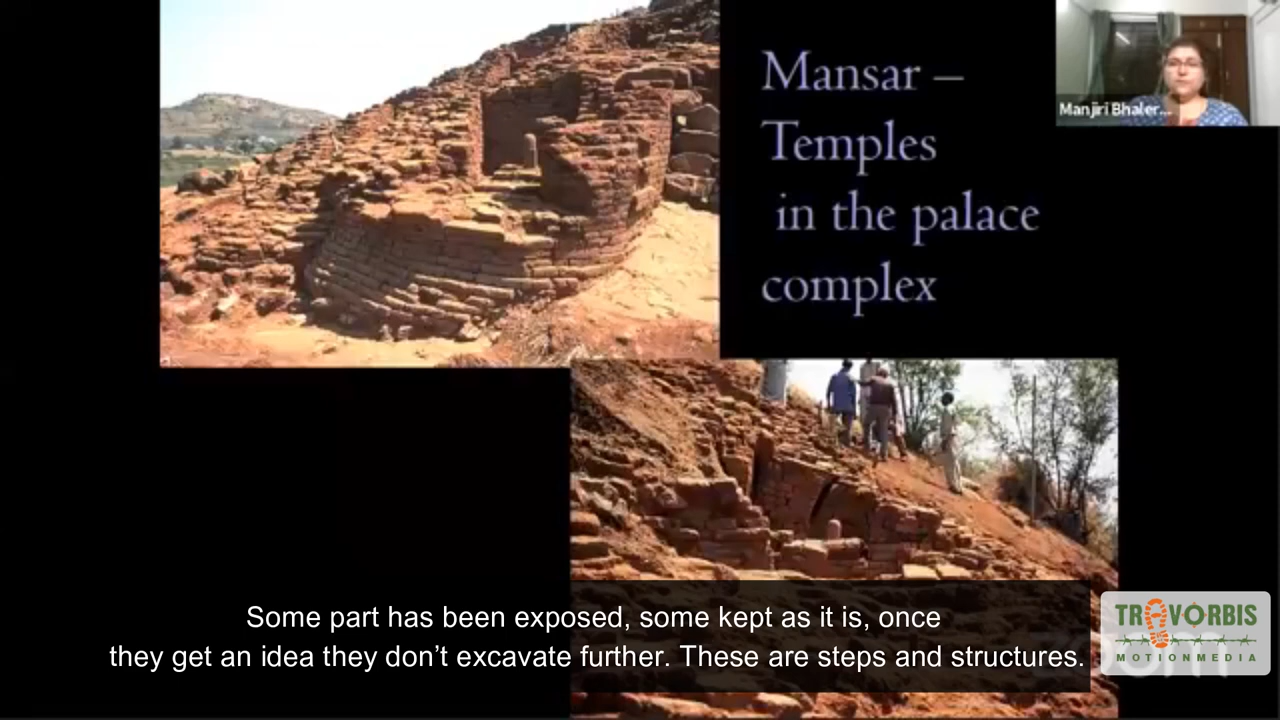 Mansar –
Temples
in the palace
complex
Manjiri Bhaler...
Some part has been exposed, some kept as it is, once
they get an idea they don’t excavate further. These are steps and structures.
TRAVORBIS
MOTIONMEDIA